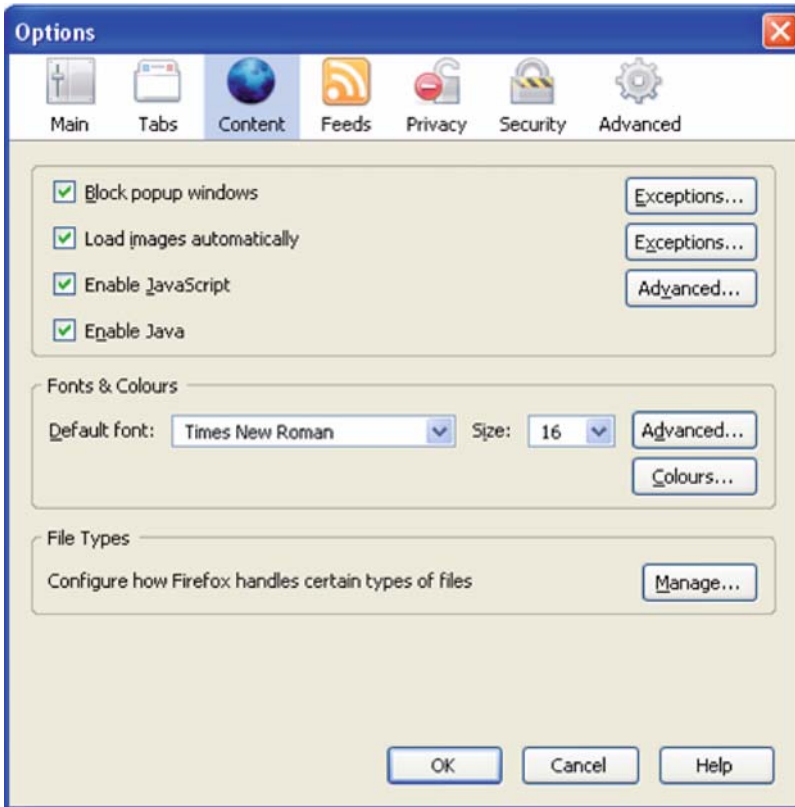 Options
Main Tabs Content Feeds Privacy Security Advanced
Block popup windows Exceptions...
Load images automatically Exceptions...
Enable JavaScript Advanced...
Enable Java
Fonts & Colours
Default font: Times New Roman Size: 16 Advanced...
Colours...
File Types
Configure how Firefox handles certain types of files Manage...
OK Cancel Help